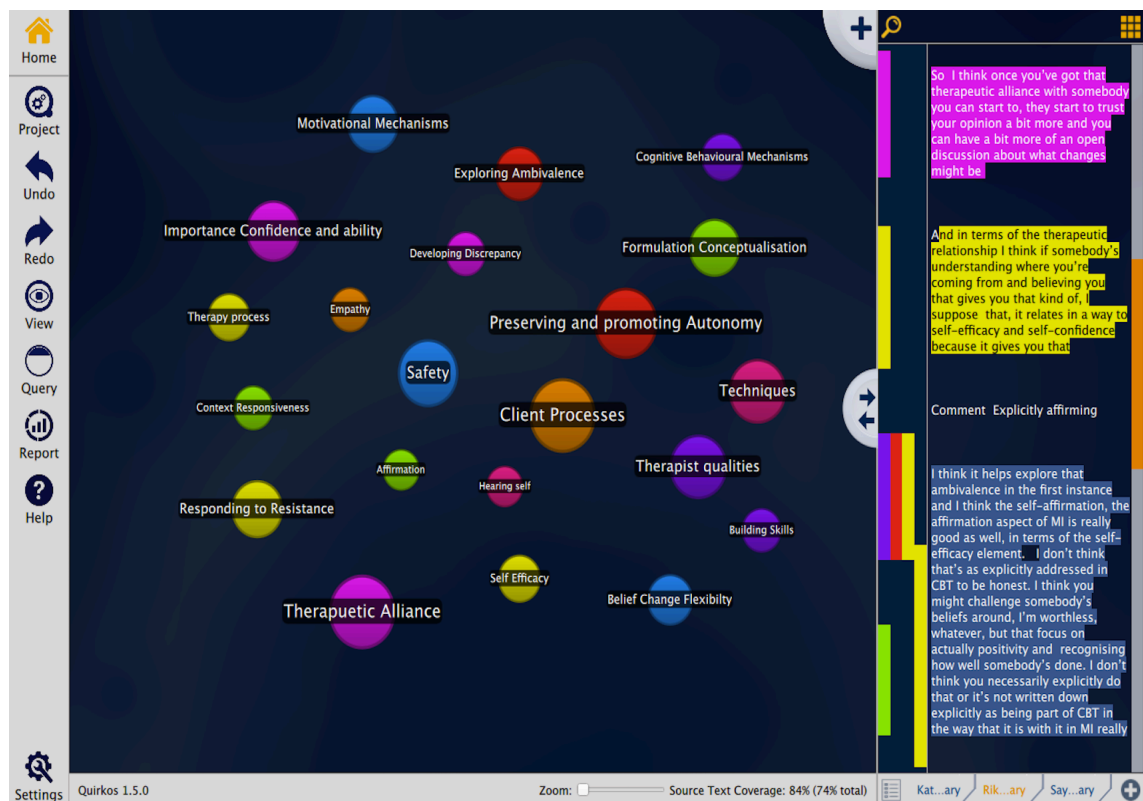 Home
Project
Undo
Redo
View
Query
Report
Help
Settings
Motivational Mechanisms
Exploring Ambivalence
Cognitive Behavioural Mechanisms
Importance Confidence and ability
Developing Discrepancy
Formulation Conceptualisation
Therapy process
Empathy
Preserving and promoting Autonomy
Safety
Techniques
Context Responsiveness
Client Processes
Affirmation
Therapist qualities
Hearing self
Responding to Resistance
Building Skills
Self Efficacy
Belief Change Flexibilty
Therapuetic Alliance
So I think once you've got that
therapeutic alliance with somebody
you can start to, they start to trust
your opinion a bit more and you
can have a bit more of an open
discussion about what changes
might be
And in terms of the therapeutic
relationship I think if somebody's
understanding where you're
coming from and believing you
that gives you that kind of, I
suppose that, it relates in a way to
self-efficacy and self-confidence
because it gives you that
Comment Explicitly affirming
I think it helps explore that
ambivalence in the first instance
and I think the self-affirmation, the
affirmation aspect of MI is really
good as well, in terms of the self-
efficacy element. I don't think
that's as explicitly addressed in
CBT to be honest. I think you
might challenge somebody's
beliefs around, I'm worthless,
whatever, but that focus on
actually positivity and recognising
how well somebody's done. I don't
think you necessarily explicitly do
that or it's not written down
explicitly as being part of CBT in
the way that it is with it in MI really
Quirkos 1.5.0
Zoom:
Source Text Coverage: 84% (74% total)
Kat...ary
Rik...ary
Say...ary